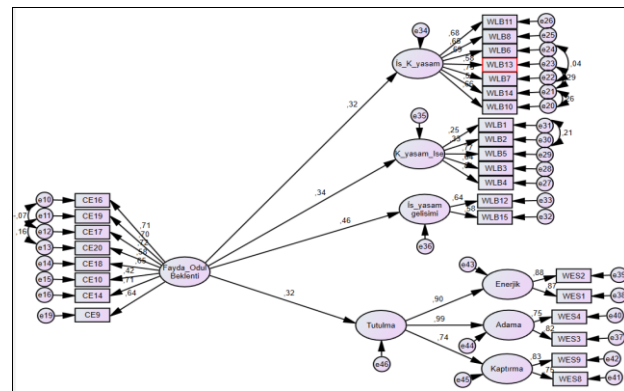 e34
İs_K_yasam
.68
WLB11
e26
WLB8
e25
WLB6
e24
WLB13
e23
.04
WLB7
e22
.29
WLB14
e21
WLB10
e20
.32
e35
K_yasam_Ise
.25
WLB1
e31
WLB2
e30
.21
WLB5
e29
WLB3
e28
WLB4
e27
.34
İs_yasam
gelisimi
.64
WLB12
e33
.58
WLB15
e32
e36
.46
e10
CE16
.07
e11
CE19
.71
.16
e12
CE17
.70
e13
CE20
e14
CE18
e15
CE10
.42
e16
CE14
.71
e19
CE9
.64
Fayda_Odul
Beklenti
.32
Tutulma
e46
.90
.99
.74
e43
Enerjik
.88
WES2
e39
.87
WES1
e38
Adama
e44
.75
WES4
e40
.82
WES3
e37
Kaptırma
e45
.83
WES9
e42
WES8
e41